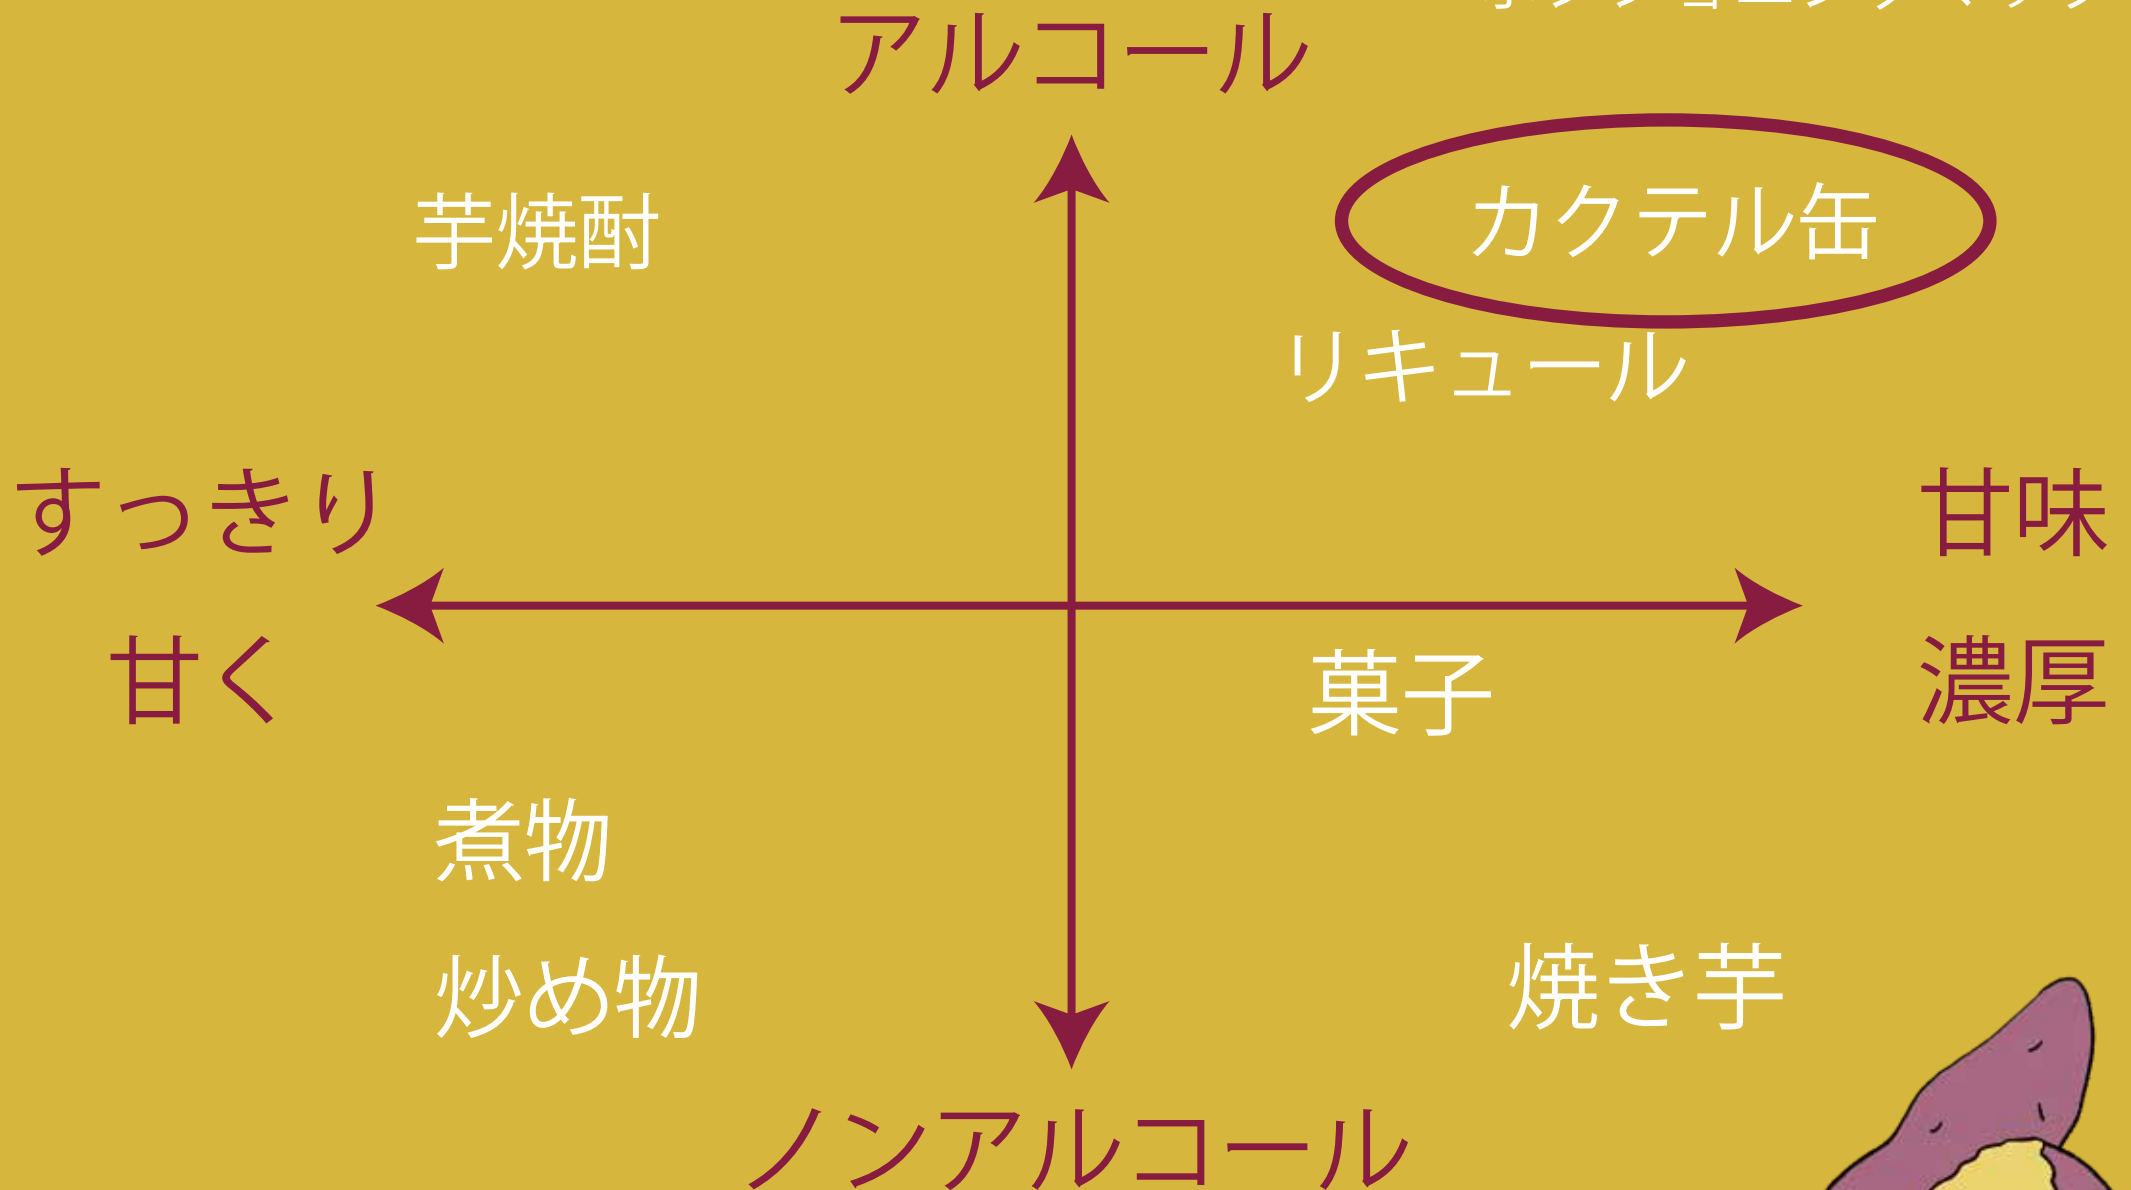 アルコール
芋焼酎
カクテル缶
リキュール
すっきり
甘く
甘味
濃厚
菓子
煮物
炒め物
焼き芋
ノンアルコール